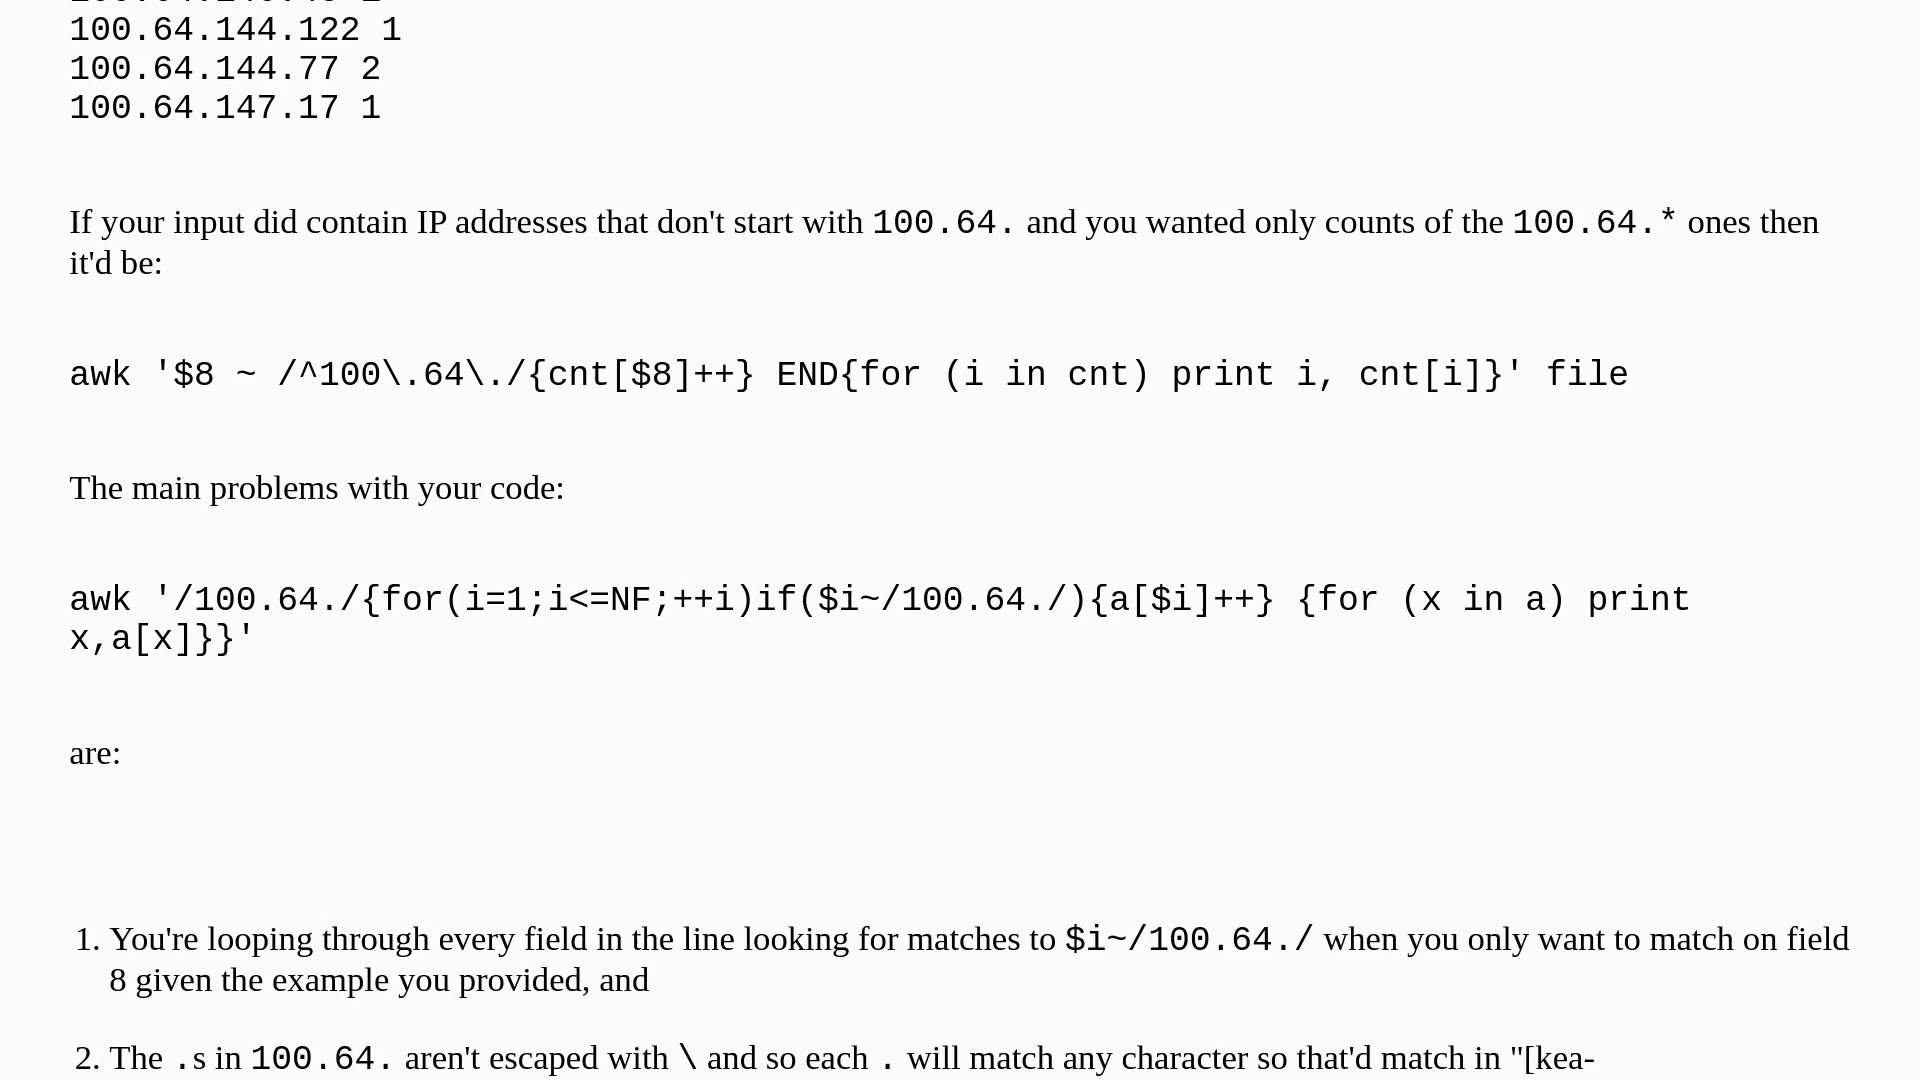 100.64.144.122 1
100.64.144.77 2
100.64.147.17 1
If your input did contain IP addresses that don't start with 100.64. and you wanted only counts of the 100.64.* ones then
it'd be:
awk '$8 ~ /^100\.64\./{cnt[$8]++} END{for (i in cnt) print i, cnt[i]}' file
The main problems with your code:
awk '/100.64./{for(i=1;i<=NF;++i)if($i~/100.64./){a[$i]++} {for (x in a) print
x,a[x]}}'
are:
1. You're looping through every field in the line looking for matches to $i~/100.64./ when you only want to match on field
8 given the example you provided, and
2. The .s in 100.64. aren't escaped with \ and so each . will match any character so that'd match in "[kea-